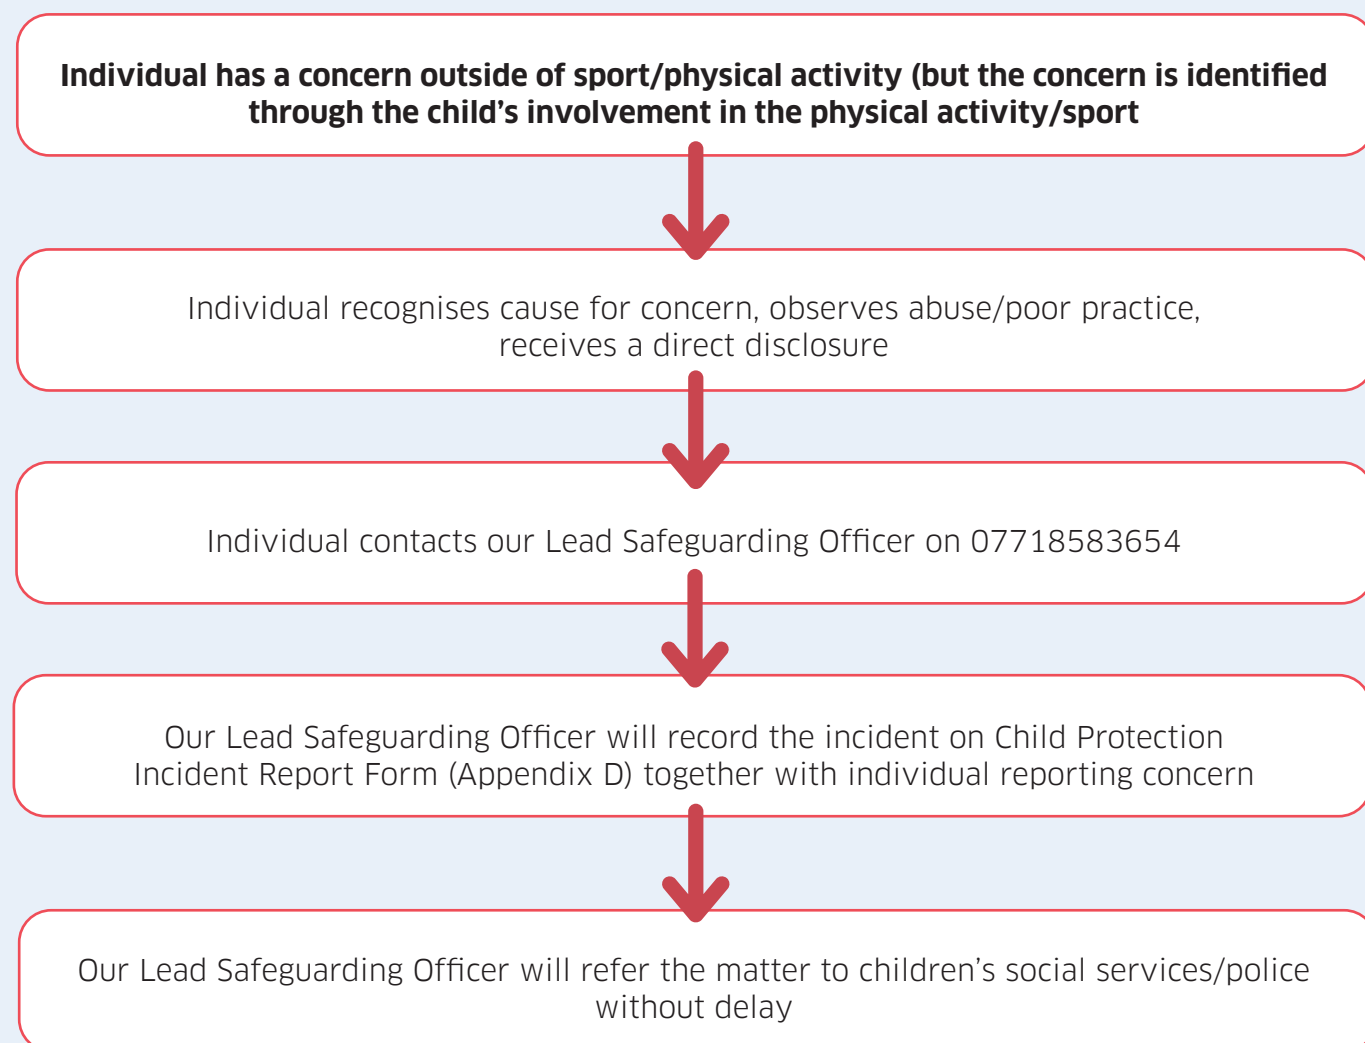 Individual has a concern outside of sport/physical activity (but the concern is identified
through the child's involvement in the physical activity/sport
Individual recognises cause for concern, observes abuse/poor practice,
receives a direct disclosure
Individual contacts our Lead Safeguarding Officer on 07718583654
Our Lead Safeguarding Officer will record the incident on Child Protection
Incident Report Form (Appendix D) together with individual reporting concern
Our Lead Safeguarding Officer will refer the matter to children's social services/police
without delay